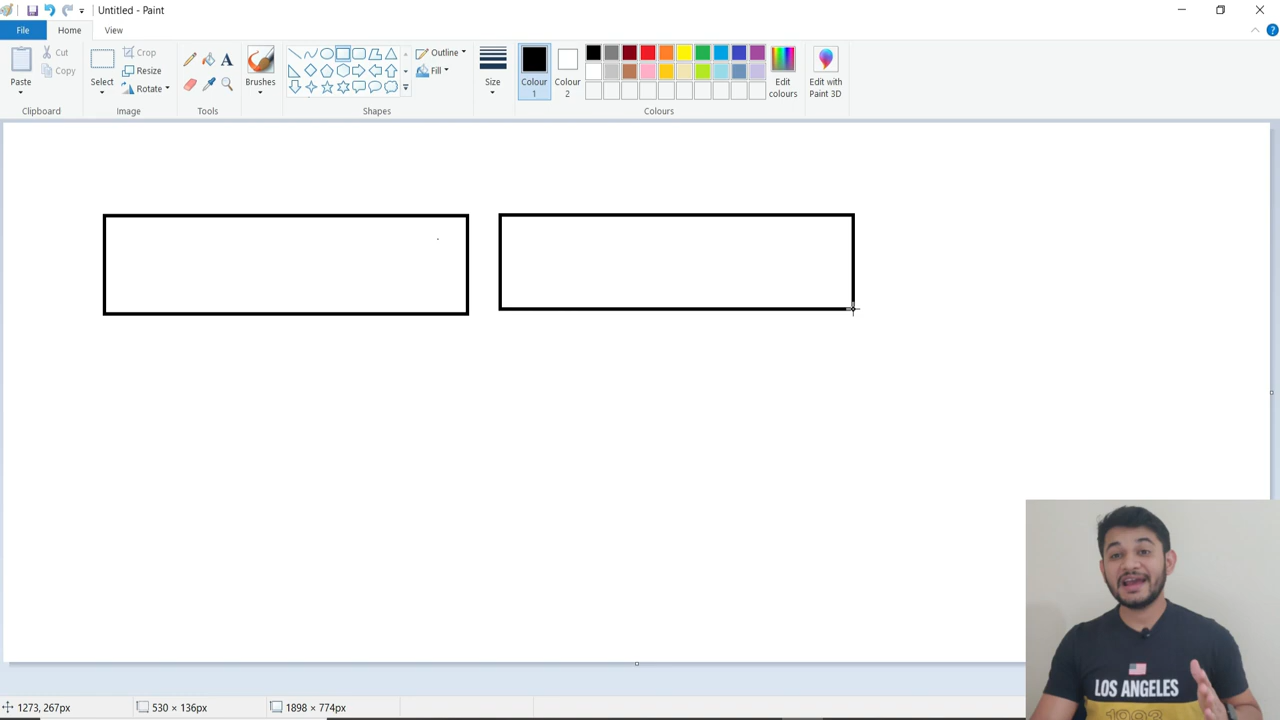 Untitled - Paint
File
Home
View
Paste
Cut
Copy
Clipboard
Select
Crop
Resize
Rotate
Image
A
Tools
Brushes
Shapes
Outline
Fill
Size
Colour
1
Colour
2
Edit
colours
Edit with
Paint 3D
Colours
LOS ANGELES
1993
1273, 267px
530 × 136px
1898 × 774px